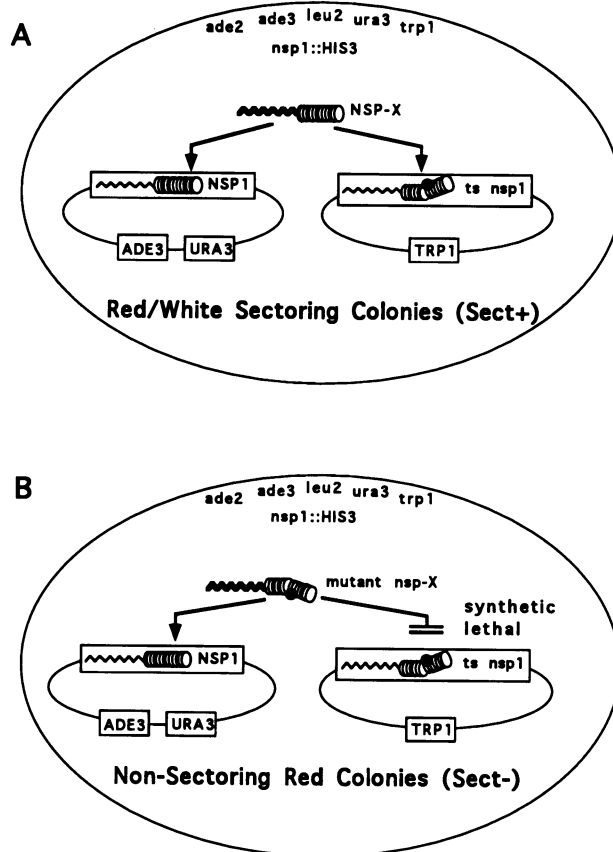 A
ade2 ade3 leu2 ura3 trp1
nsp1::HIS3
NSP-X
NSP1
ts nsp1
ADE3
URA3
TRP1
Red/White Sectoring Colonies (Sect+)
B
ade2 ade3 leu2 ura3 trp1
nsp1::HIS3
mutant nsp-X
synthetic
lethal
NSP1
ts nsp1
ADE3
URA3
TRP1
Non-Sectoring Red Colonies (Sect-)